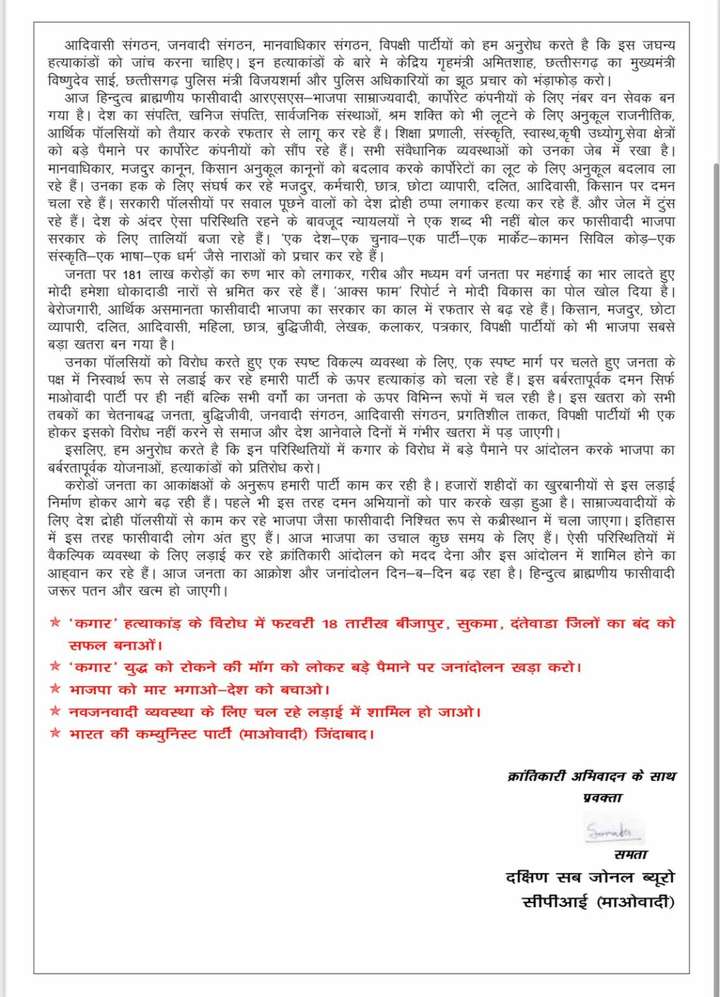 आदिवासी संगठन, जनवादी संगठन, मानवाधिकार संगठन, विपक्षी पार्टीयों को हम अनुरोध करते है कि इस जघन्य
हत्याकांडों को जांच करना चाहिए। इन हत्याकांडों के बारे मे केद्रिय गृहमंत्री अमितशाह, छत्तीसगढ़ का मुख्यमंत्री
विष्णुदेव साई, छत्तीसगढ़ पुलिस मंत्री विजयशर्मा और पुलिस अधिकारियों का झूठ प्रचार को भंड़ाफोड़ करो।
आज हिन्दुत्व ब्राह्मणीय फासीवादी आरएसएस–भाजपा साम्राज्यवादी, कार्पोरेट कंपनीयों के लिए नंबर वन सेवक बन
गया है। देश का संपत्ति, खनिज संपत्ति, सार्वजनिक संस्थाओं, श्रम शक्ति को भी लूटने के लिए अनुकूल राजनीतिक,
आर्थिक पॉलसियों को तैयार करके रफतार से लागू कर रहे हैं। शिक्षा प्रणाली, संस्कृति, स्वास्थ,कृषी उध्योगु,सेवा क्षेत्रों
को बड़े पैमाने पर कार्पोरेट कंपनीयों को सौंप रहे हैं। सभी संवैधानिक व्यवस्थाओं को उनका जेब में रखा है।
मानवाधिकार, मजदुर कानून, किसान अनुकूल कानूनों को बदलाव करके कार्पोरेटों का लूट के लिए अनुकूल बदलाव ला
रहे हैं। उनका हक के लिए संघर्ष कर रहे मजदुर, कर्मचारी, छात्र, छोटा व्यापारी, दलित, आदिवासी, किसान पर दमन
चला रहे हैं। सरकारी पॉलसीयों पर सवाल पूछने वालों को देश द्रोही ठप्पा लगाकर हत्या कर रहे हैं, और जेल में टुंस
रहे हैं। देश के अंदर ऐसा परिस्थिति रहने के बावजूद न्यायलयों ने एक शब्द भी नहीं बोल कर फासीवादी भाजपा
सरकार के लिए तालियॉ बजा रहे हैं। 'एक देश–एक चुनाव–एक पार्टी–एक मार्केट–कामन सिविल कोड़–एक
संस्कृति–एक भाषा–एक धर्म' जैसे नाराओं को प्रचार कर रहे हैं।
जनता पर 181 लाख करोड़ों का रुण भार को लगाकर, गरीब और मध्यम वर्ग जनता पर महंगाई का भार लादते हुए
मोदी हमेशा धोकादाडी नारों से भ्रमित कर रहे हैं। 'आक्स फाम' रिपोर्ट ने मोदी विकास का पोल खोल दिया है।
बेरोजगारी, आर्थिक असमानता फासीवादी भाजपा का सरकार का काल में रफतार से बढ़ रहे हैं। किसान, मजदुर, छोटा
व्यापारी, दलित, आदिवासी, महिला, छात्र, बुद्धिजीवी, लेखक, कलाकर, पत्रकार, विपक्षी पार्टीयों को भी भाजपा सबसे
बड़ा खतरा बन गया है।
उनका पॉलसियों को विरोध करते हुए एक स्पष्ट विकल्प व्यवस्था के लिए, एक स्पष्ट मार्ग पर चलते हुए जनता के
पक्ष में निस्वार्थ रूप से लडाई कर रहे हमारी पार्टी के ऊपर हत्याकांड़ को चला रहे हैं। इस बर्बरतापूर्वक दमन सिर्फ
माओवादी पार्टी पर ही नहीं बल्कि सभी वर्गो का जनता के ऊपर विभिन्न रूपों में चल रही है। इस खतरा को सभी
तबकों का चेतनाबद्ध जनता, बुद्धिजीवी, जनवादी संगठन, आदिवासी संगठन, प्रगतिशील ताकत, विपक्षी पार्टीयॉ भी एक
होकर इसको विरोध नहीं करने से समाज और देश आनेवाले दिनों में गंभीर खतरा में पड़ जाएगी।
इसलिए, हम अनुरोध करते है कि इन परिस्थितियों में कगार के विरोध में बड़े पैमाने पर आंदोलन करके भाजपा का
बर्बरतापूर्वक योजनाओं, हत्याकांडों को प्रतिरोध करो।
करोडों जनता का आकांक्षओं के अनुरूप हमारी पार्टी काम कर रही है। हजारों शहीदों का खुरबानीयों से इस लड़ाई
निर्माण होकर आगे बढ़ रही हैं। पहले भी इस तरह दमन अभियानों को पार करके खड़ा हुआ है। साम्राज्यवादीयों के
लिए देश द्रोही पॉलसीयों से काम कर रहे भाजपा जैसा फासीवादी निश्चित रूप से कब्रीस्थान में चला जाएगा। इतिहास
में इस तरह फासीवादी लोग अंत हुए हैं। आज भाजपा का उचाल कुछ समय के लिए हैं। ऐसी परिस्थितियों में
वैकल्पिक व्यवस्था के लिए लड़ाई कर रहे क्रांतिकारी आंदोलन को मदद देना और इस आंदोलन में शामिल होने का
आह्वान कर रहे हैं। आज जनता का आक्रोश और जनांदोलन दिन–ब–दिन बढ़ रहा है। हिन्दुत्व ब्राह्मणीय फासीवादी
जरूर पतन और खत्म हो जाएगी।
★ 'कगार' हत्याकांड़ के विरोध में फरवरी 18 तारीख बीजापुर, सुकमा, दंतेवाडा जिलों का बंद को
सफल बनाओं।
★ 'कगार' युद्ध को रोकने की मॉग को लोकर बड़े पैमाने पर जनांदोलन खड़ा करो।
★ भाजपा को मार भगाओ–देश को बचाओ।
★ नवजनवादी व्यवस्था के लिए चल रहे लड़ाई में शामिल हो जाओ।
★ भारत की कम्युनिस्ट पार्टी (माओवादी) जिंदाबाद।
क्रांतिकारी अभिवादन के साथ
प्रवक्ता
समता
दक्षिण सब जोनल ब्यूरो
सीपीआई (माओवादी)